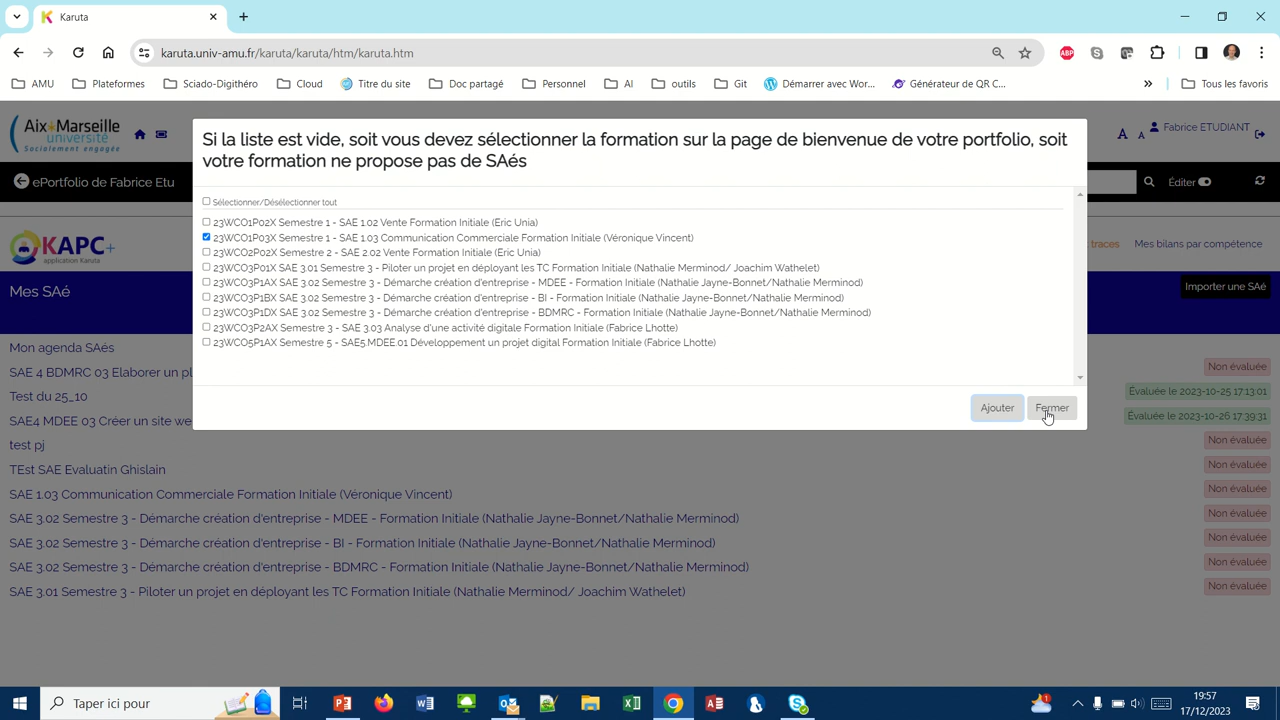 Karuta
karuta.univ-amu.fr/karuta/karuta/htm/karuta.htm
ABP
AMU Plateformes Sciado-Digithéro Cloud Titre du site Doc partagé Personnel AI outils Git Démarrer avec Wor... Générateur de QR C... » Tous les favoris
Aix*Marseille
université
Socialement engagée
A A Fabrice ETUDIANT
ePortfolio de Fabrice Etu
Éditer
KAPC+
application Karuta
traces Mes bilans par compétence
Mes SAé
Importer une SAé
Si la liste est vide, soit vous devez sélectionner la formation sur la page de bienvenue de votre portfolio, soit
votre formation ne propose pas de SAés
Sélectionner/Désélectionner tout
23WCO1P02X Semestre 1 - SAE 1.02 Vente Formation Initiale (Eric Unia)
23WCO1P03X Semestre 1 - SAE 1.03 Communication Commerciale Formation Initiale (Véronique Vincent)
23WCO2P02X Semestre 2 - SAE 2.02 Vente Formation Initiale (Eric Unia)
23WCO3P01X SAE 3.01 Semestre 3 - Piloter un projet en déployant les TC Formation Initiale (Nathalie Merminod/ Joachim Wathelet)
23WCO3P1AX SAE 3.02 Semestre 3 - Démarche création d'entreprise - MDEE - Formation Initiale (Nathalie Jayne-Bonnet/Nathalie Merminod)
23WCO3P1BX SAE 3.02 Semestre 3 - Démarche création d'entreprise - BI - Formation Initiale (Nathalie Jayne-Bonnet/Nathalie Merminod)
23WCO3P1DX SAE 3.02 Semestre 3 - Démarche création d'entreprise - BDMRC - Formation Initiale (Nathalie Jayne-Bonnet/Nathalie Merminod)
23WCO3P2AX Semestre 3 - SAE 3.03 Analyse d'une activité digitale Formation Initiale (Fabrice Lhotte)
23WCO5P1AX Semestre 5 - SAE5.MDEE.01 Développement un projet digital Formation Initiale (Fabrice Lhotte)
Ajouter Fermer
Mon agenda SAés
SAE 4 BDMRC 03 Elaborer un pl Non évaluée
Test du 25_10 Évaluée le 2023-10-25 17:13:01
SAE4 MDEE 03 Créer un site we Évaluée le 2023-10-26 17:39:31
test pj Non évaluée
TEst SAE Evaluatin Ghislain Non évaluée
SAE 1.03 Communication Commerciale Formation Initiale (Véronique Vincent) Non évaluée
SAE 3.02 Semestre 3 - Démarche création d'entreprise - MDEE - Formation Initiale (Nathalie Jayne-Bonnet/Nathalie Merminod) Non évaluée
SAE 3.02 Semestre 3 - Démarche création d'entreprise - BI - Formation Initiale (Nathalie Jayne-Bonnet/Nathalie Merminod) Non évaluée
SAE 3.02 Semestre 3 - Démarche création d'entreprise - BDMRC - Formation Initiale (Nathalie Jayne-Bonnet/Nathalie Merminod) Non évaluée
SAE 3.01 Semestre 3 - Piloter un projet en déployant les TC Formation Initiale (Nathalie Merminod/ Joachim Wathelet) Non évaluée
Taper ici pour
19:57
17/12/2023